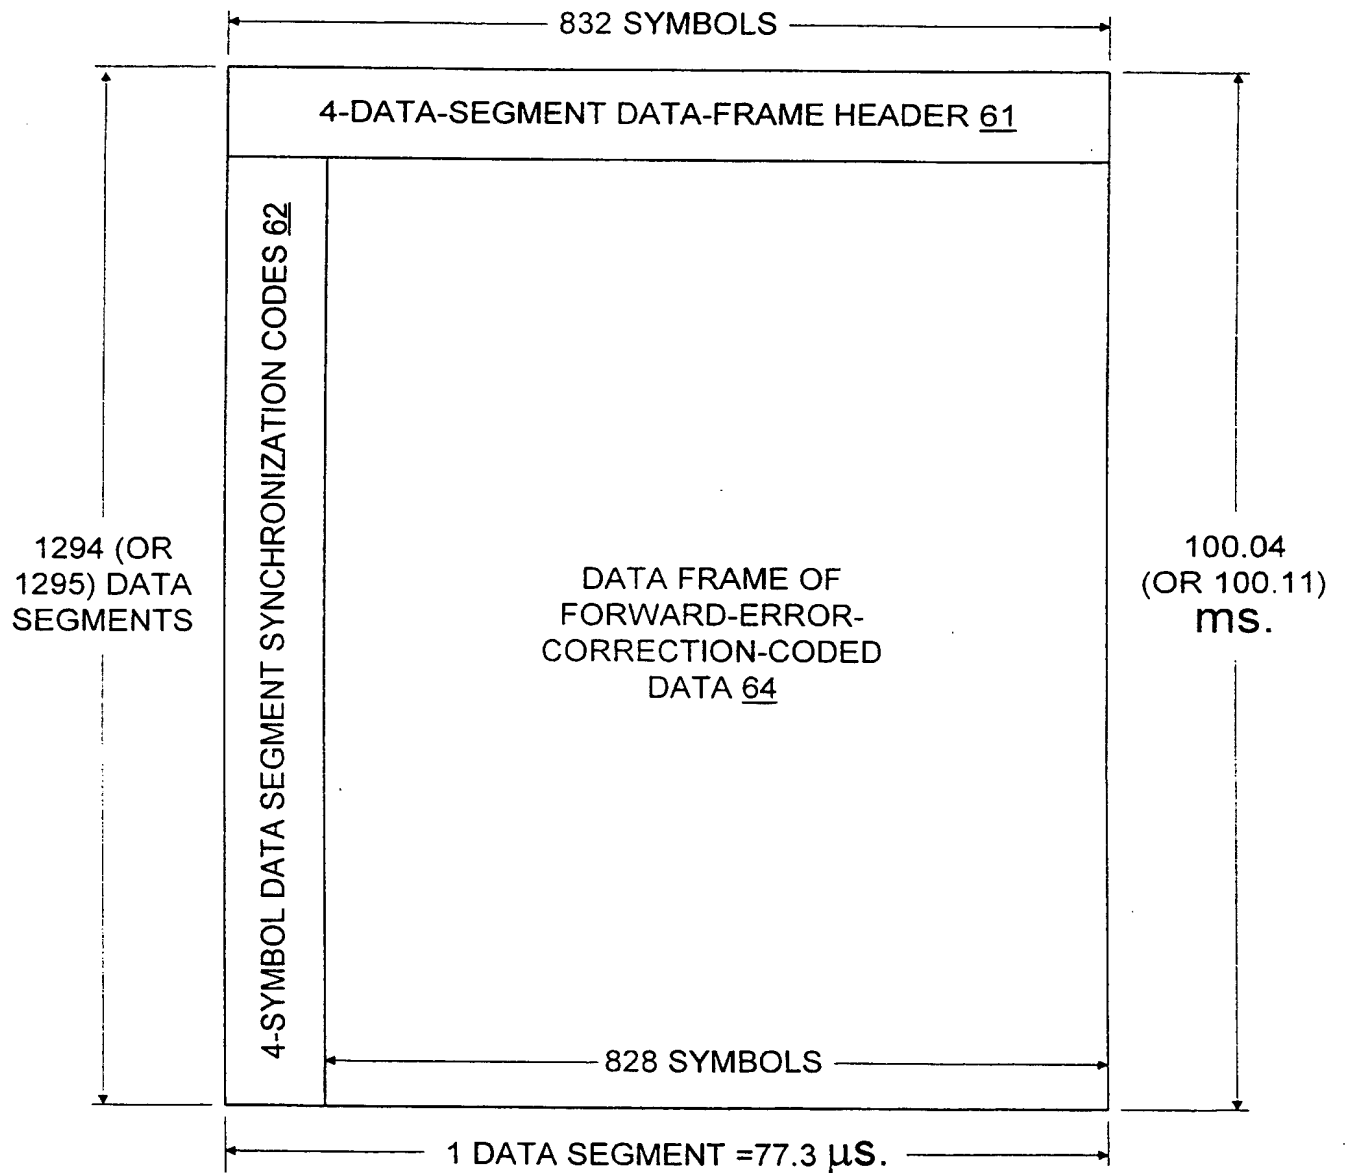 832 SYMBOLS
4-DATA-SEGMENT DATA-FRAME HEADER 61
4-SYMBOL DATA SEGMENT SYNCHRONIZATION CODES 62
1294 (OR
1295) DATA
SEGMENTS
DATA FRAME OF
FORWARD-ERROR-
CORRECTION-CODED
DATA 64
100.04
(OR 100.11)
ms.
828 SYMBOLS
1 DATA SEGMENT =77.3 μs.